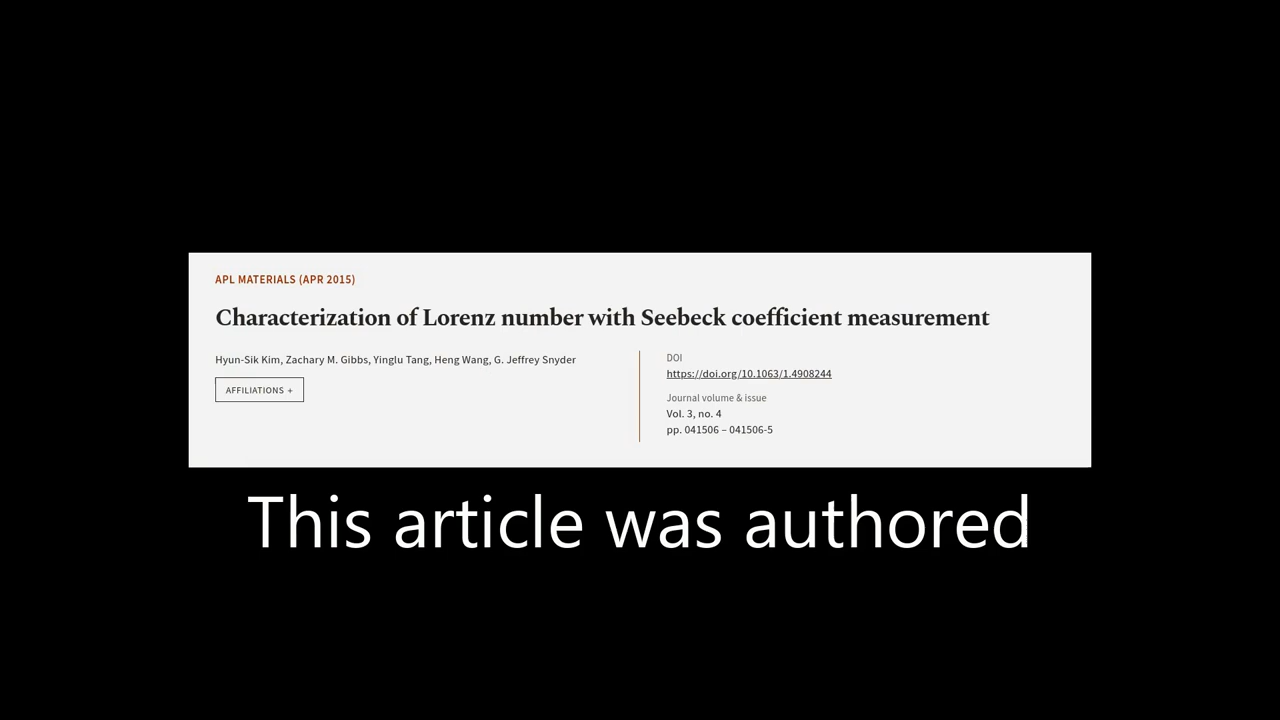 APL MATERIALS (APR 2015)
Characterization of Lorenz number with Seebeck coefficient measurement
Hyun-Sik Kim, Zachary M. Gibbs, Yinglu Tang, Heng Wang, G. Jeffrey Snyder
AFFILIATIONS +
DOI
https://doi.org/10.1063/1.4908244
Journal volume & issue
Vol. 3, no. 4
pp. 041506 – 041506-5
This article was authored